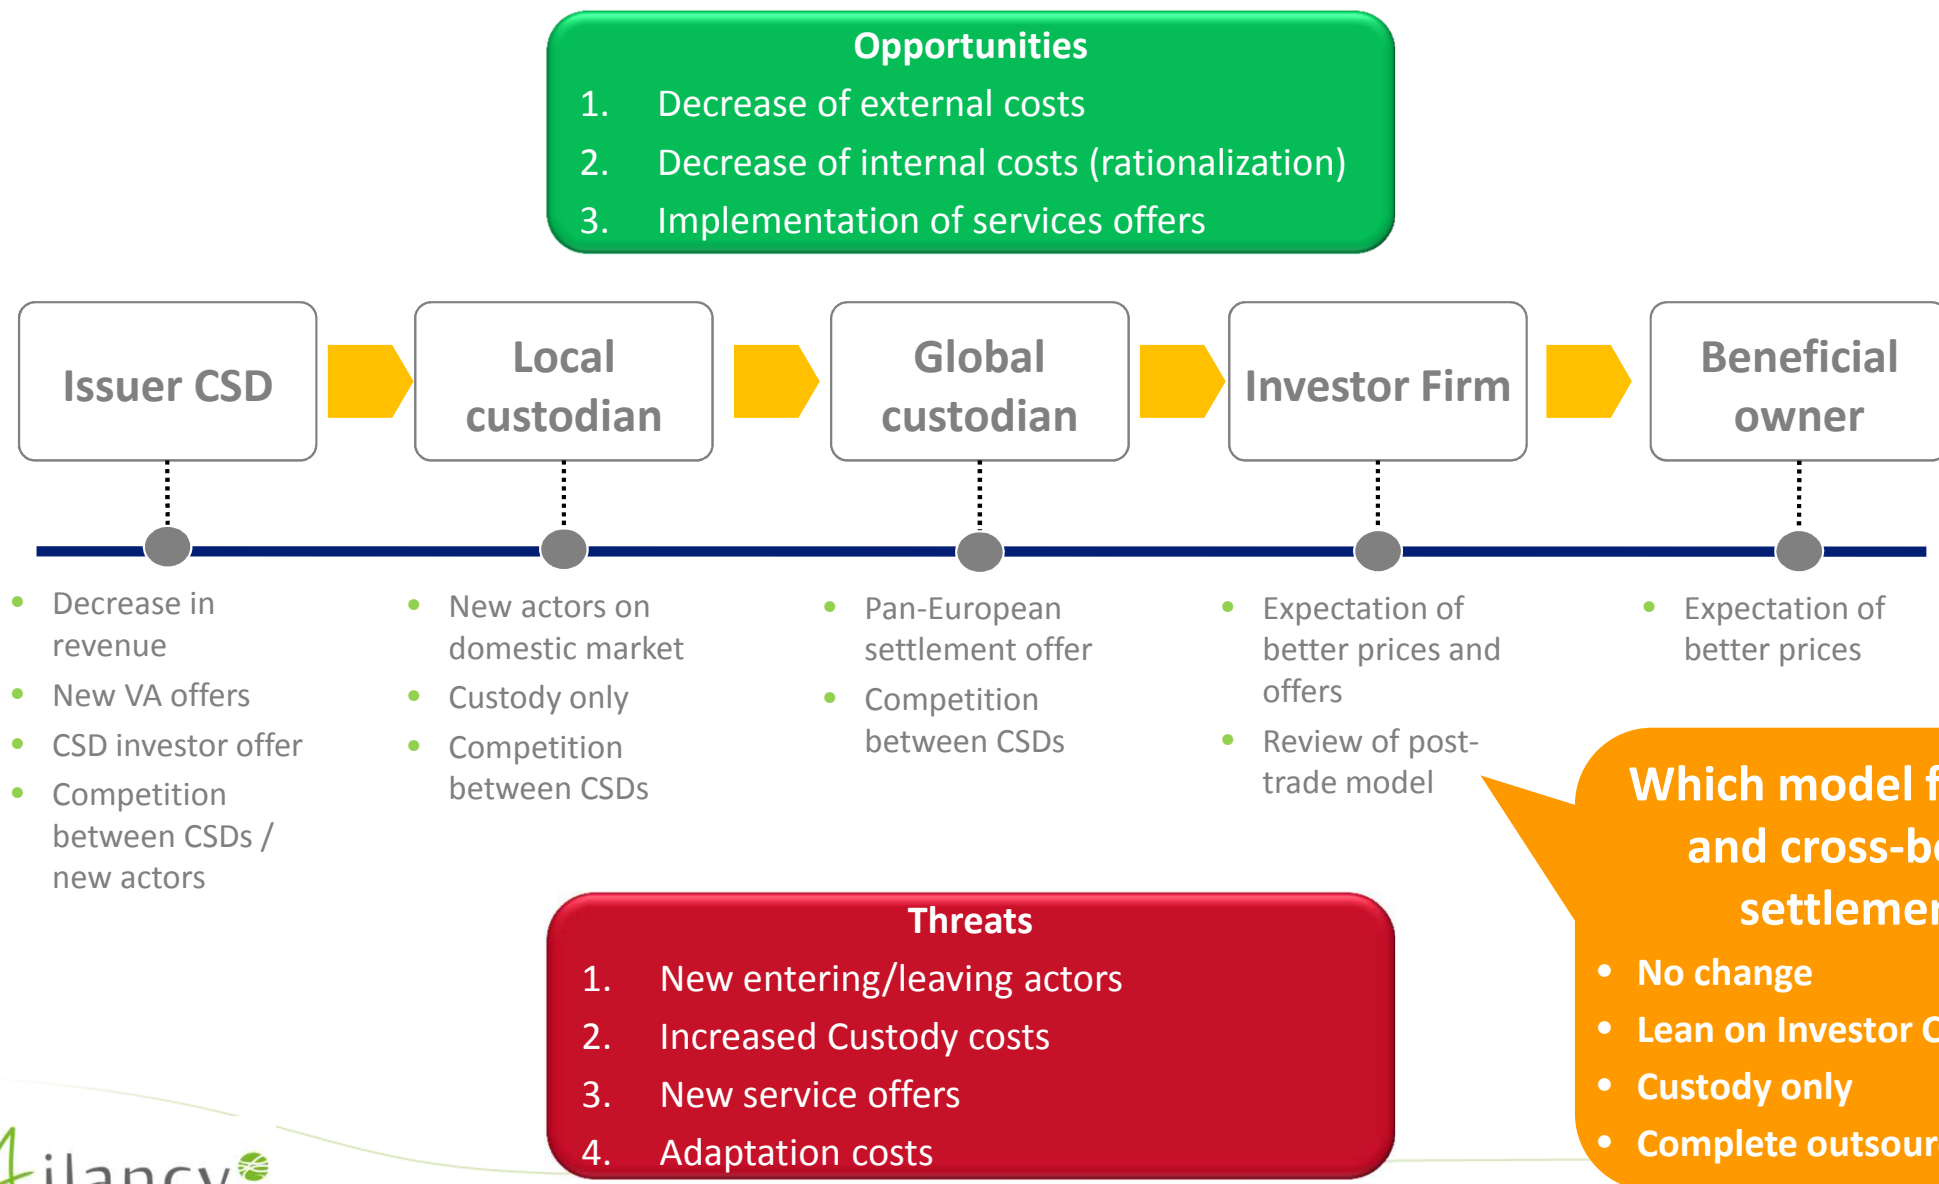 Opportunities
1. Decrease of external costs
2. Decrease of internal costs (rationalization)
3. Implementation of services offers
Issuer CSD
Local
custodian
Global
custodian
Investor Firm
Beneficial
owner
• Decrease in
revenue
• New VA offers
• CSD investor offer
• Competition
between CSDs /
new actors
• New actors on
domestic market
• Custody only
• Competition
between CSDs
• Pan-European
settlement offer
• Competition
between CSDs
• Expectation of
better prices and
offers
• Review of post-
trade model
• Expectation of
better prices
Which model
and
• No change
• Lean on Investor
• Custody only
• Complete
Threats
1. New entering/leaving actors
2. Increased Custody costs
3. New service offers
4. Adaptation costs
Ailancy